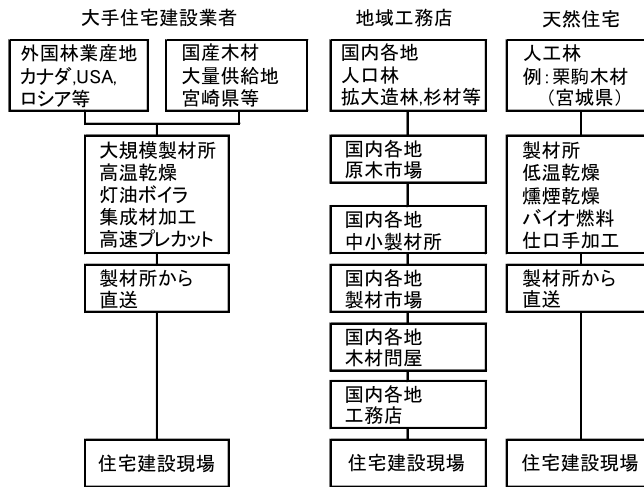 大手住宅建設業者
外国林業産地
カナダ,USA,
ロシア等
国産木材
大量供給地
宮崎県等
大規模製材所
高温乾燥
灯油ボイラ
集成材加工
高速プレカット
製材所から
直送
住宅建設現場
地域工務店
国内各地
人口林
拡大造林,杉材等
国内各地
原木市場
国内各地
中小製材所
国内各地
製材市場
国内各地
木材問屋
国内各地
工務店
住宅建設現場
天然住宅
人工林
例:栗駒木材
(宮城県)
製材所
低温乾燥
燻煙乾燥
バイオ燃料
仕口手加工
製材所から
直送
住宅建設現場